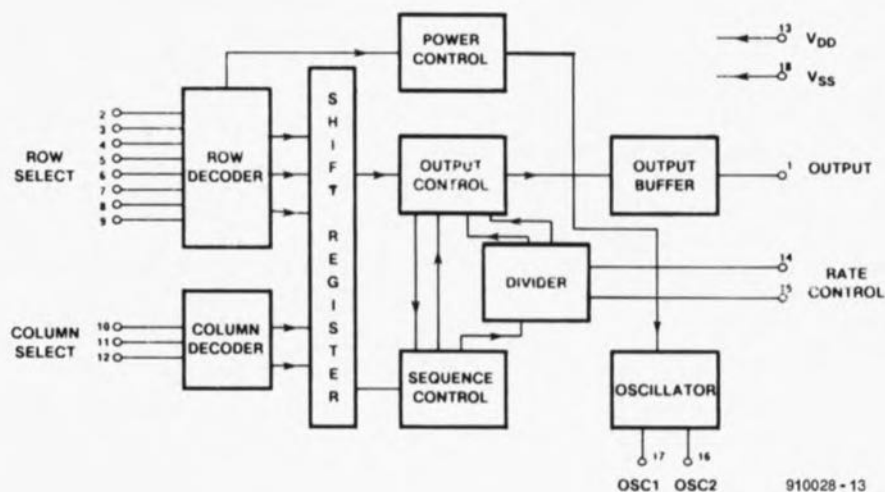 POWER
CONTROL
13
VDD
18
VSS
ROW
SELECT
2
3
4
5
6
7
8
9
ROW
DECODER
SHIFT REGISTER
OUTPUT
CONTROL
OUTPUT
BUFFER
1
OUTPUT
DIVIDER
14
15
RATE
CONTROL
COLUMN
SELECT
10
11
12
COLUMN
DECODER
SEQUENCE
CONTROL
OSCILLATOR
17
16
OSC1 OSC2
910028 - 13